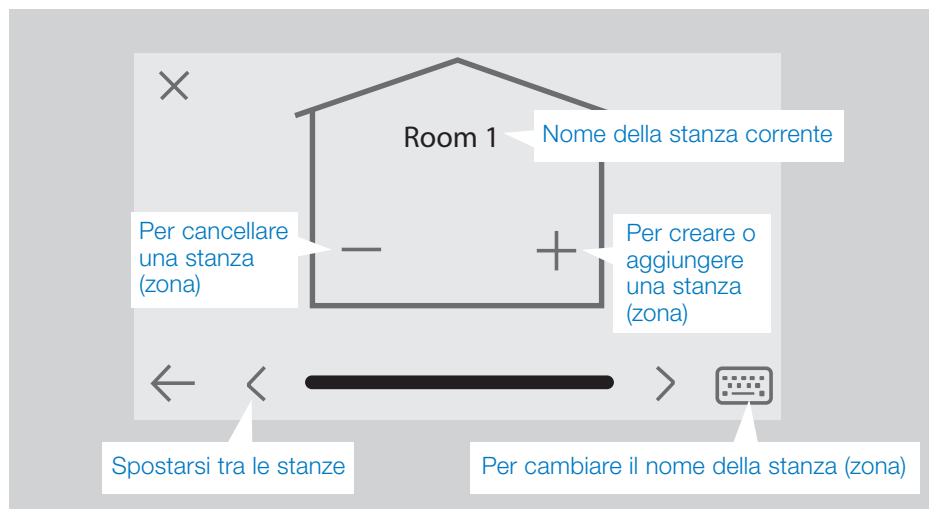 Room 1
Nome della stanza corrente
Per cancellare
una stanza
(zona)
Per creare o
aggiungere
una stanza
(zona)
Spostarsi tra le stanze
Per cambiare il nome della stanza (zona)